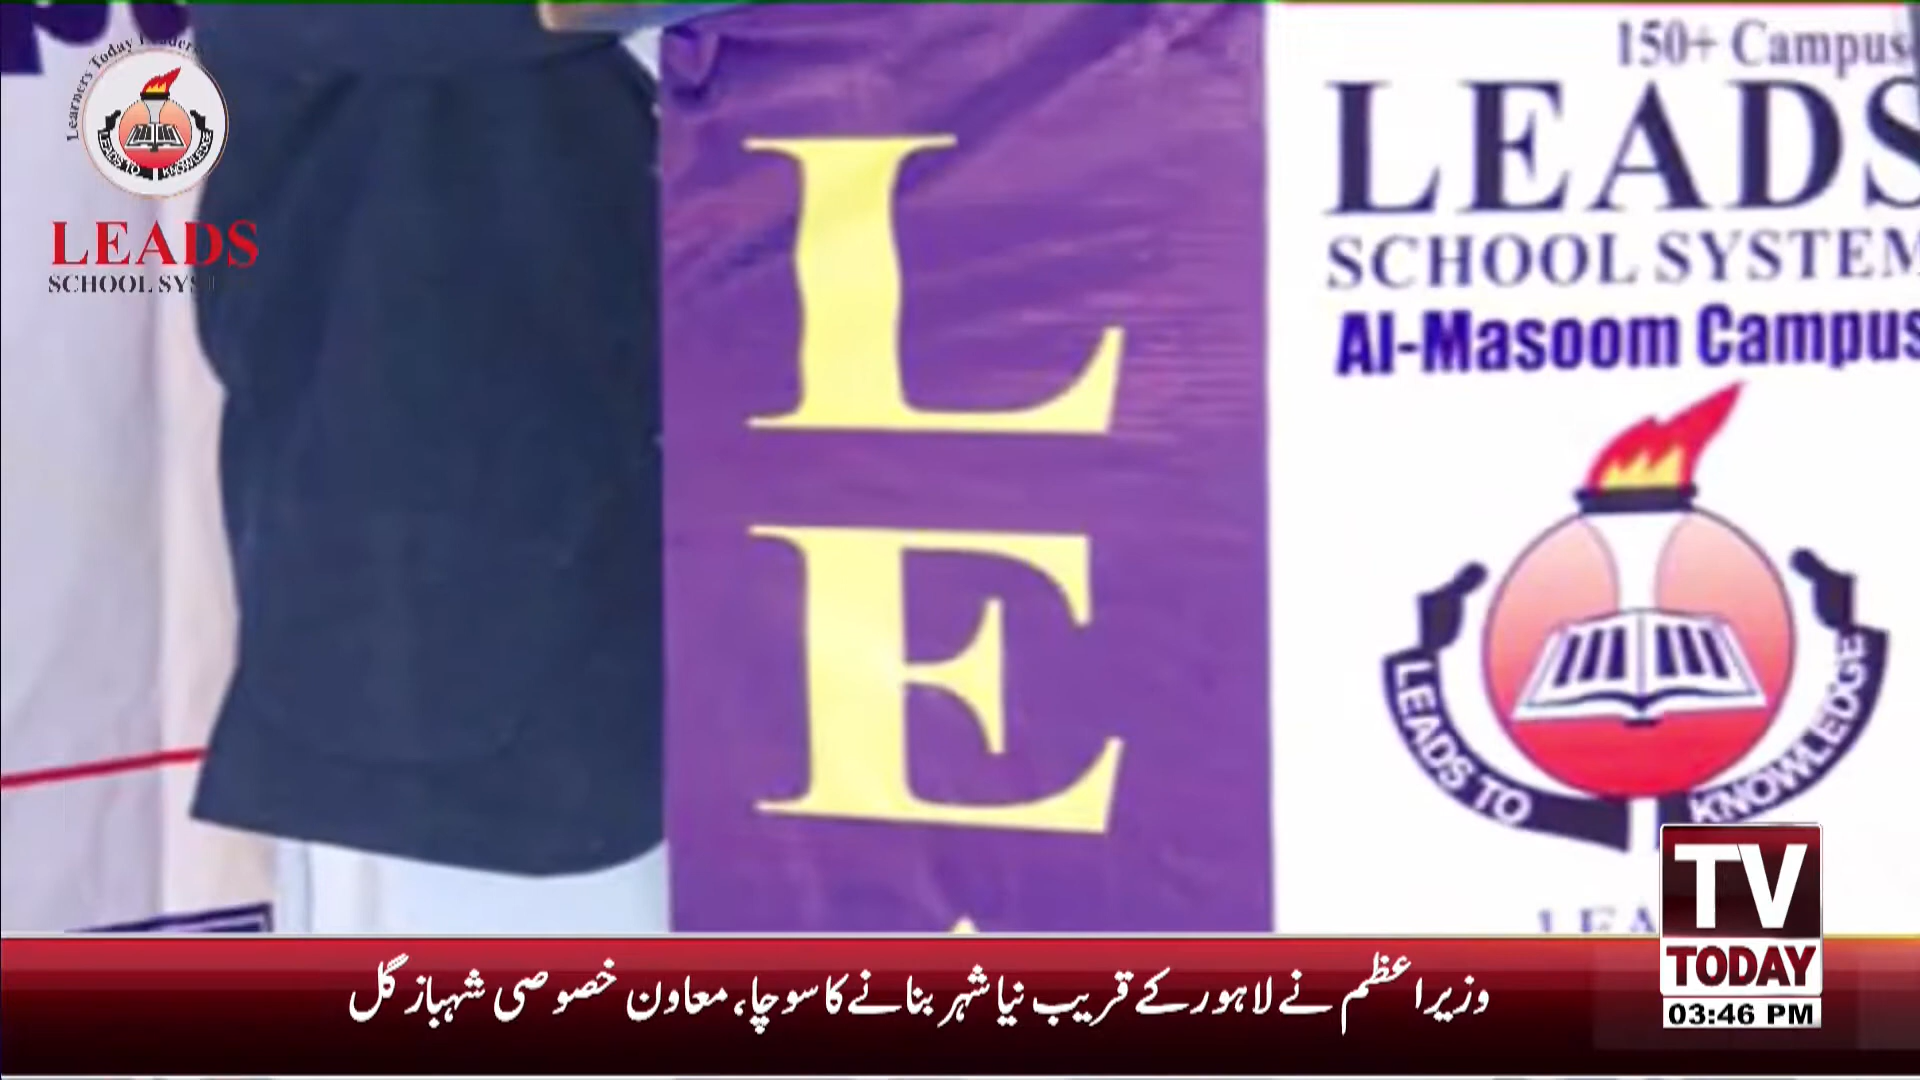 Learners Today Leaders
LEADS TO KNOWLEDGE
LEADS
SCHOOL SYS
L
E
150+ Campus
LEADS
SCHOOL SYSTEM
Al-Masoom Campus
LEADS TO KNOWLEDGE
LEA
TV
TODAY
03:46 PM
وزیراعظم نے لاہور کے قریب نیا شہر بنانے کا سوچا، معاون خصوصی شہباز گل